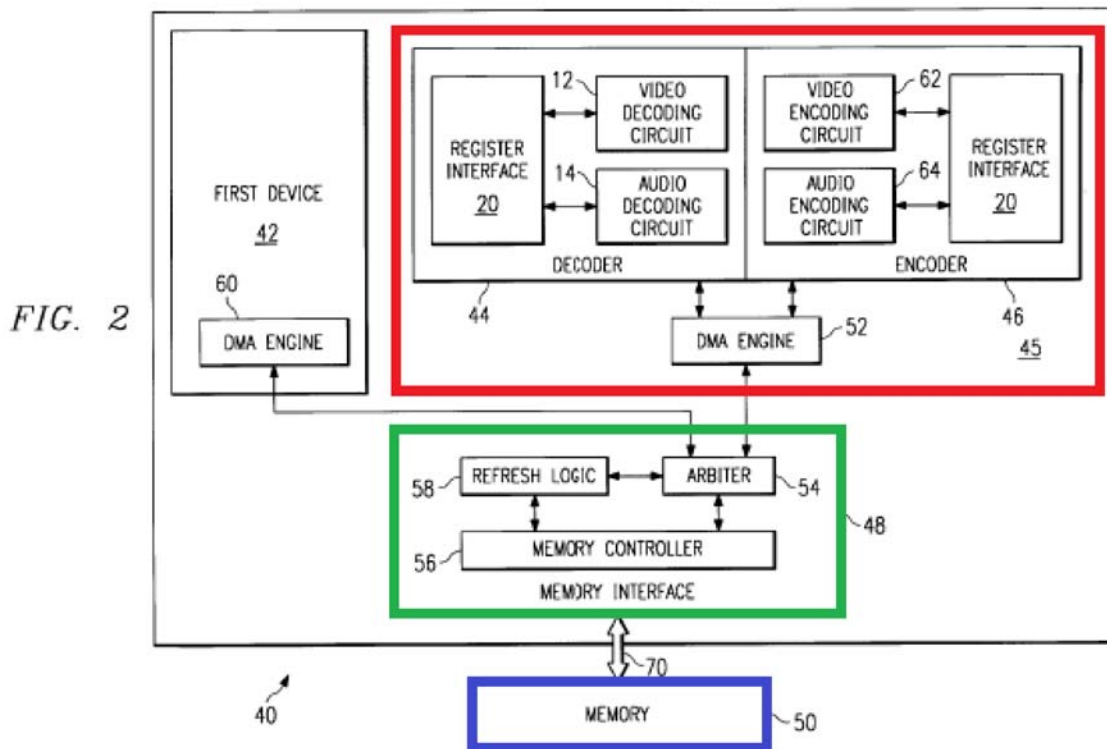 FIG. 2
FIRST DEVICE
42
60
DMA ENGINE
REGISTER
INTERFACE
20
12
VIDEO
DECODING
CIRCUIT
14
AUDIO
DECODING
CIRCUIT
DECODER
44
VIDEO
ENCODING
CIRCUIT
62
AUDIO
ENCODING
CIRCUIT
64
REGISTER
INTERFACE
20
ENCODER
46
DMA ENGINE
52
45
REFRESH LOGIC
58
ARBITER
54
MEMORY CONTROLLER
56
MEMORY INTERFACE
48
70
40
MEMORY
50